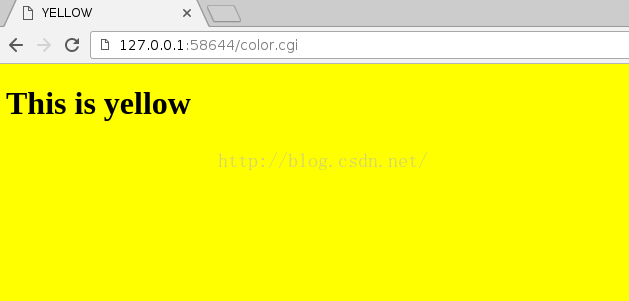 YELLOW
127.0.0.1:58644/color.cgi
This is yellow
http://blog.csdn.net/